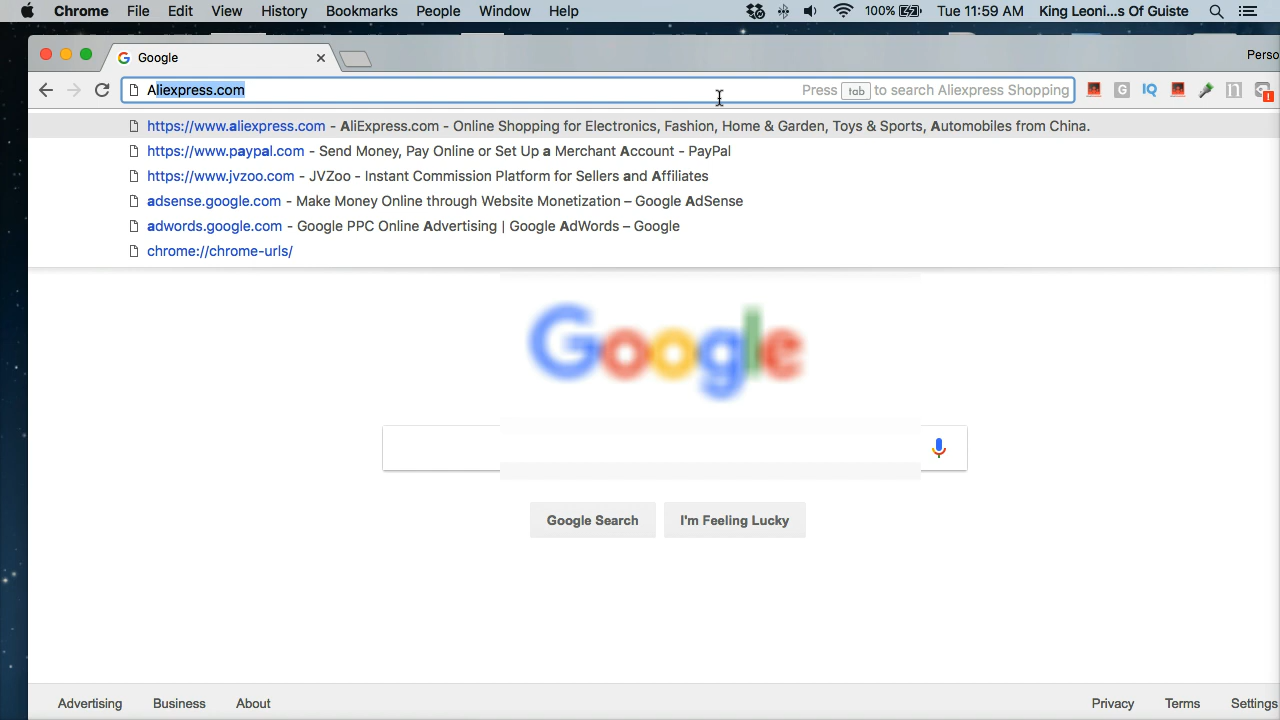 Chrome File Edit View History Bookmarks People Window Help 100% Tue 11:59 AM King Leoni...s Of Guiste
Google
Perso
Aliexpress.com Press tab to search Aliexpress Shopping
https://www.aliexpress.com - AliExpress.com - Online Shopping for Electronics, Fashion, Home & Garden, Toys & Sports, Automobiles from China.
https://www.paypal.com - Send Money, Pay Online or Set Up a Merchant Account - PayPal
https://www.jvzoo.com - JVZoo - Instant Commission Platform for Sellers and Affiliates
adsense.google.com - Make Money Online through Website Monetization – Google AdSense
adwords.google.com - Google PPC Online Advertising | Google AdWords – Google
chrome://chrome-urls/
Google
Google Search I'm Feeling Lucky
Advertising Business About Privacy Terms Settings